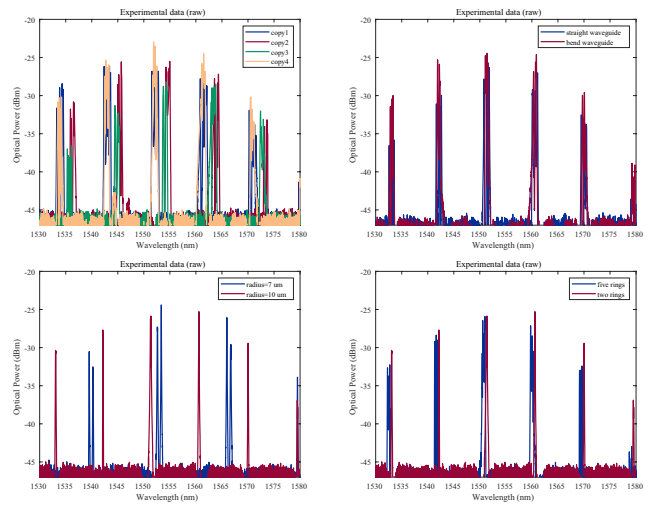 Experimental data (raw)
-20
-25
-30
-35
-40
-45
Optical Power (dBm)
copy1
copy2
copy3
copy4
1530 1535 1540 1545 1550 1555 1560 1565 1570 1575 1580
Wavelength (nm)
Experimental data (raw)
-20
-25
-30
-35
-40
-45
Optical Power (dBm)
straight waveguide
bend waveguide
1530 1535 1540 1545 1550 1555 1560 1565 1570 1575 1580
Wavelength (nm)
Experimental data (raw)
-20
-25
-30
-35
-40
-45
Optical Power (dBm)
radius=7 um
radius=10 um
1530 1535 1540 1545 1550 1555 1560 1565 1570 1575 1580
Wavelength (nm)
Experimental data (raw)
-20
-25
-30
-35
-40
-45
Optical Power (dBm)
five rings
two rings
1530 1535 1540 1545 1550 1555 1560 1565 1570 1575 1580
Wavelength (nm)